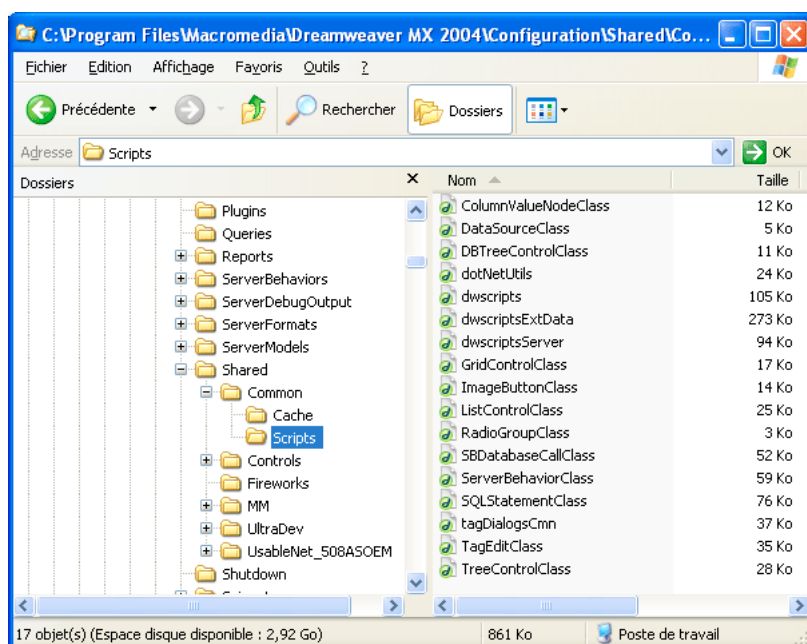 C:\Program Files\Macromedia\Dreamweaver MX 2004\Configuration\Shared\Co...
Fichier Edition Affichage Favoris Outils ?
Précédente Rechercher Dossiers
Adresse Scripts OK
Dossiers
Plugins
Queries
Reports
ServerBehaviors
ServerDebugOutput
ServerFormats
ServerModels
Shared
Common
Cache
Scripts
Controls
Fireworks
MM
UltraDev
UsableNet_508ASOEM
Shutdown
Nom Taille
ColumnValueNodeClass 12 Ko
DataSourceClass 5 Ko
DBTreeControlClass 11 Ko
dotNetUtils 24 Ko
dwscripts 105 Ko
dwscriptsExtData 273 Ko
dwscriptsServer 94 Ko
GridControlClass 17 Ko
ImageButtonClass 14 Ko
ListControlClass 25 Ko
RadioGroupClass 3 Ko
SBDatabaseCallClass 52 Ko
ServerBehaviorClass 59 Ko
SQLStatementClass 76 Ko
tagDialogsCmn 37 Ko
TagEditClass 35 Ko
TreeControlClass 28 Ko
17 objet(s) (Espace disque disponible : 2,92 Go) 861 Ko Poste de travail